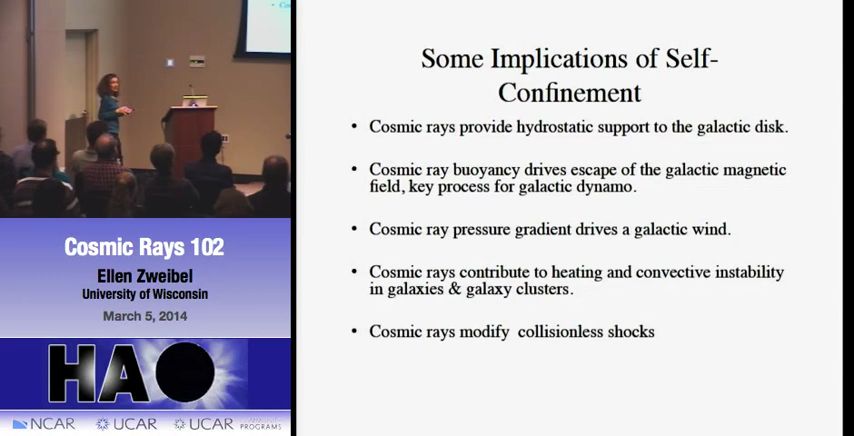 Some Implications of Self-
Confinement
• Cosmic rays provide hydrostatic support to the galactic disk.
• Cosmic ray buoyancy drives escape of the galactic magnetic
field, key process for galactic dynamo.
• Cosmic ray pressure gradient drives a galactic wind.
• Cosmic rays contribute to heating and convective instability
in galaxies & galaxy clusters.
• Cosmic rays modify collisionless shocks
Cosmic Rays 102
Ellen Zweibel
University of Wisconsin
March 5, 2014
HAO
NCAR UCAR UCAR PROGRAMS